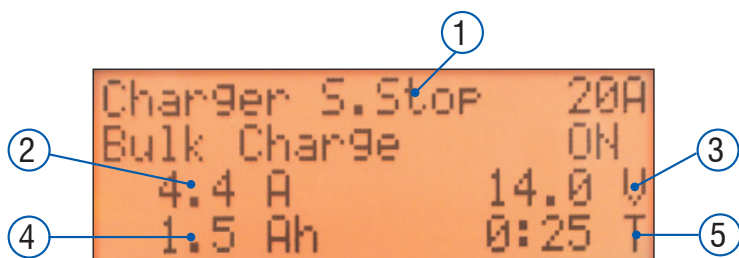 1
Charger S.Stop 20A
Bulk Charge ON
2 4.4 A 14.0 V 3
4 1.5 Ah 0:25 T 5